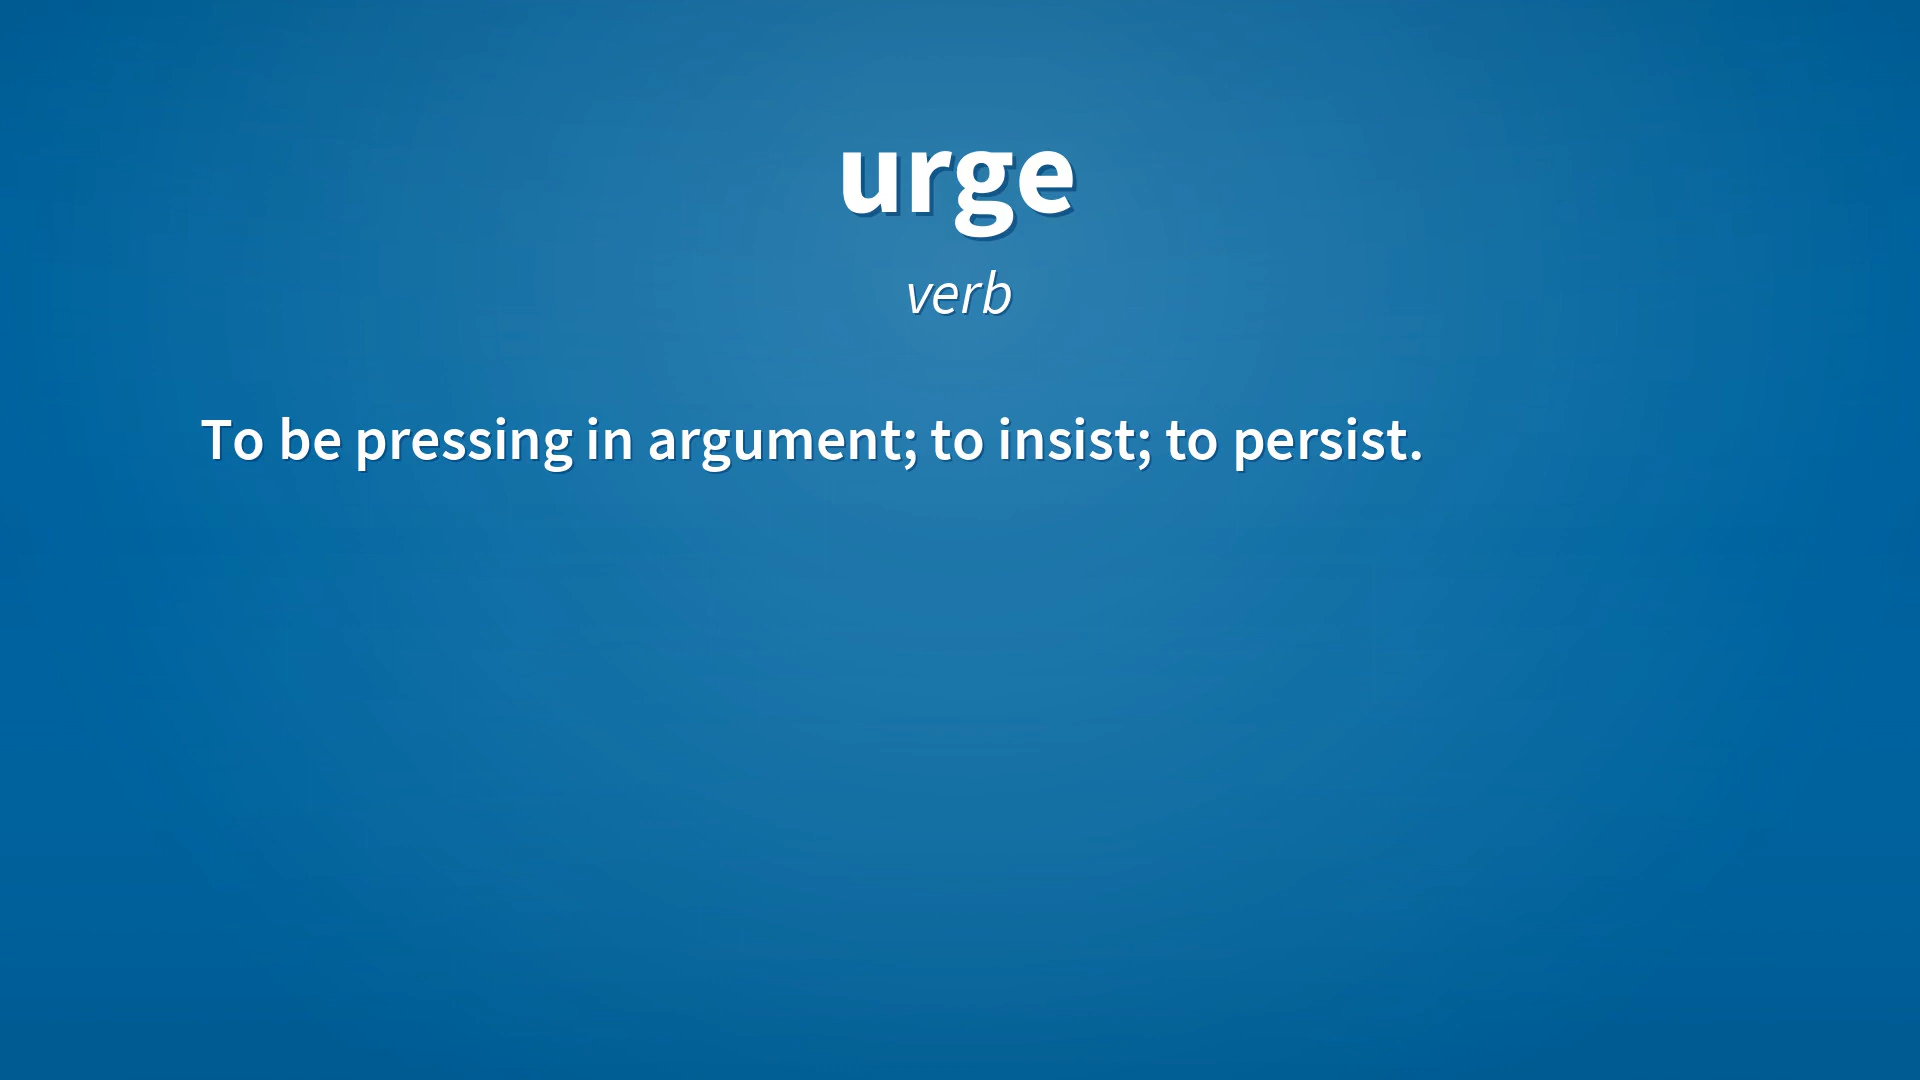 urge
verb
To be pressing in argument; to insist; to persist.